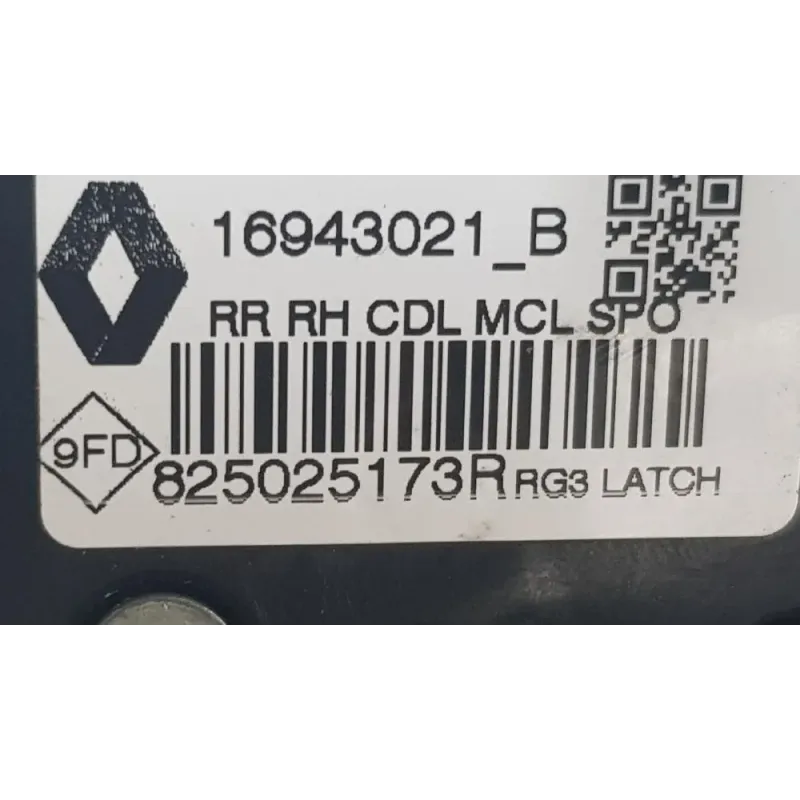 16943021_B
RR RH CDL MCL SPO
9FD
825025173R RG3 LATCH